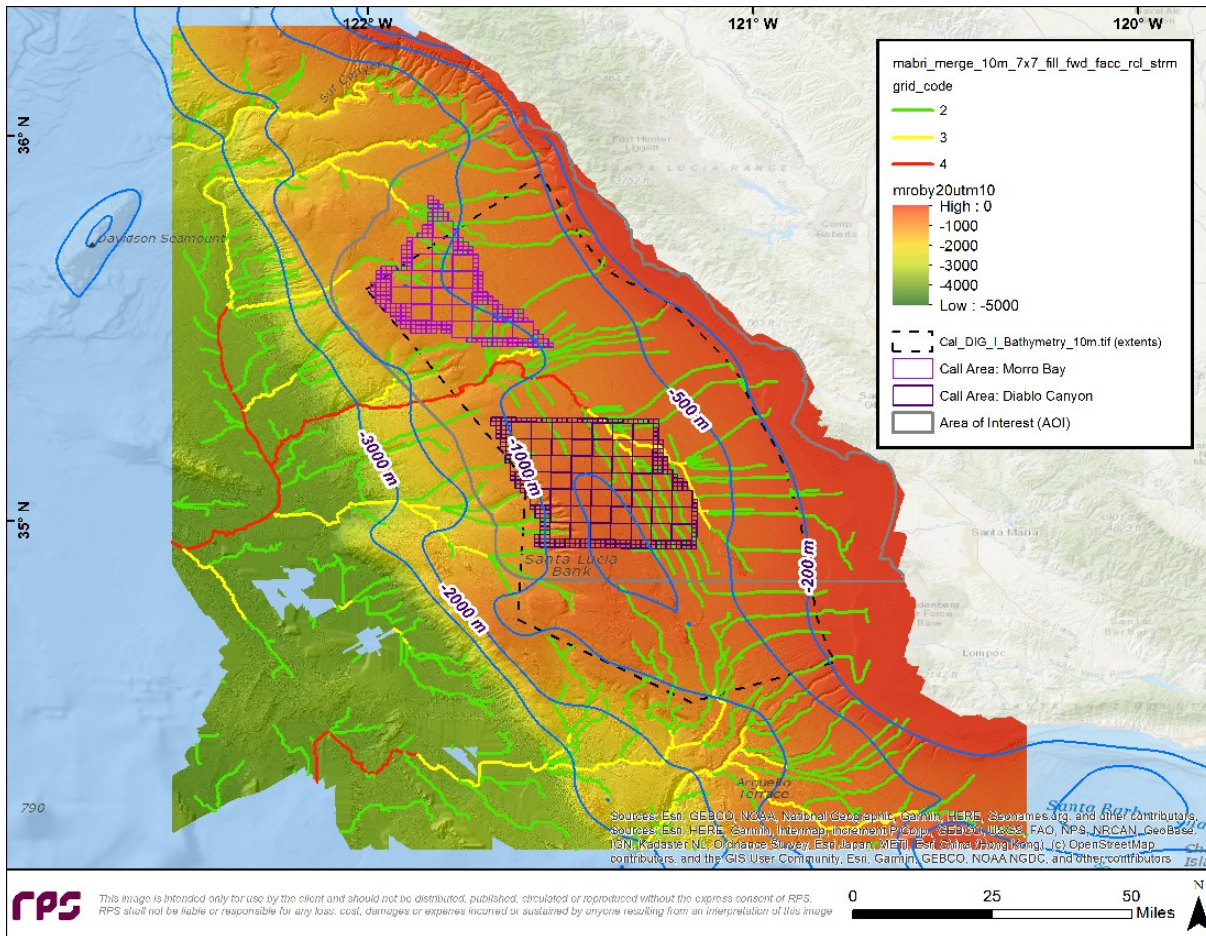 122° W
121° W
120° W
36° N
35° N
Sur Canyon
Fort Hunter
Liggett
Camp
Roberts
Davidson Seamount
mabri_merge_10m_7x7_fill_fwd_facc_rcl_strm
grid_code
2
3
4
mroby20utm10
High : 0
-1000
-2000
-3000
-4000
Low : -5000
Cal_DIG_I_Bathymetry_10m.tif (extents)
Call Area: Morro Bay
Call Area: Diablo Canyon
Area of Interest (AOI)
-500 m
-3000 m
-1000 m
-200 m
-2000 m
Santa Lucia
Bank
Santa Maria
Lompoc
Arguello
Terrace
790
Santa Barb
Sources: Esri, GEBCO, NOAA, National Geographic, Garmin, HERE, Geonames.org, and other contributors,
Sources: Esri, HERE, Garmin, Intermap, increment P Corp., GEBCO, USGS, FAO, NPS, NRCAN, GeoBase,
IGN, Kadaster NL, Ordnance Survey, Esri Japan, METI, Esri China (Hong Kong), (c) OpenStreetMap
contributors, and the GIS User Community, Esri, Garmin, GEBCO, NOAA NGDC, and other contributors
rps
This image is intended only for use by the client and should not be distributed, published, circulated or reproduced without the express consent of RPS.
RPS shall not be liable or responsible for any loss, cost, damages or expenes incurred or sustained by anyone resulting from an interpretation of this image
0 25 50
Miles
N